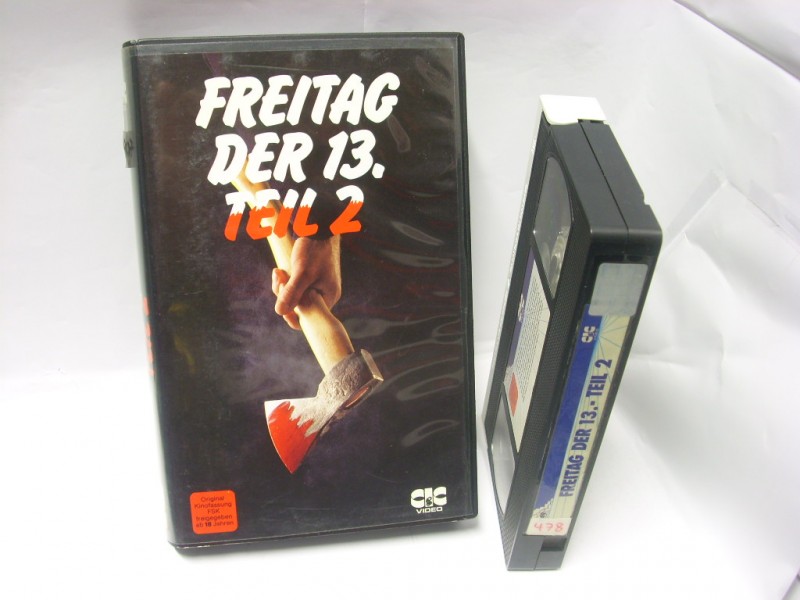 FREITAG
DER 13.
TEIL 2
Original
Kinofassung
FSK
freigegeben
ab 18 Jahren
CIC
VIDEO
CIC
FREITAG DER 13. - TEIL 2
478